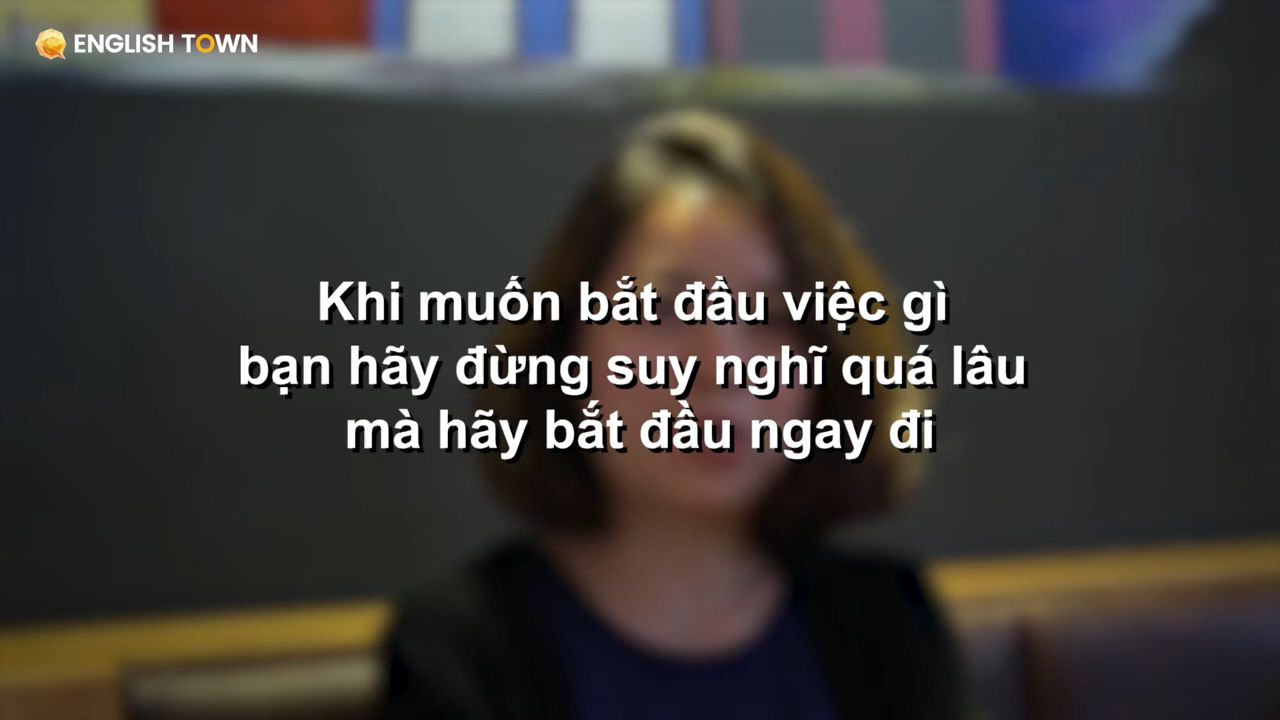 ENGLISH TOWN
Khi muốn bắt đầu việc gì
bạn hãy đừng suy nghĩ quá lâu
mà hãy bắt đầu ngay đi